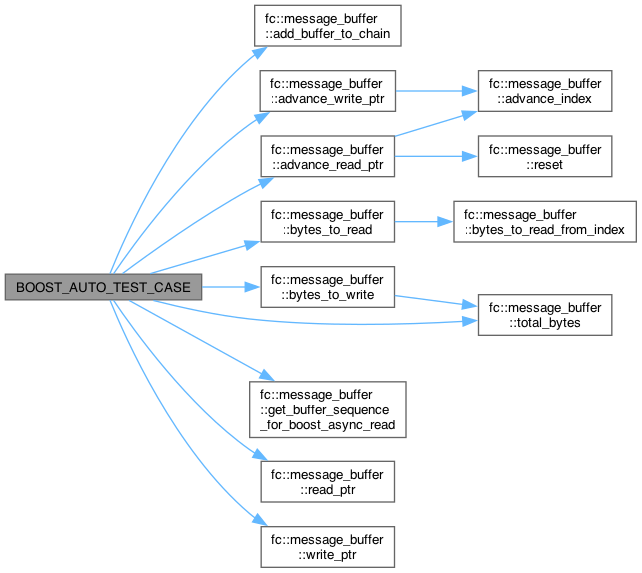 fc::message_buffer
::add_buffer_to_chain
fc::message_buffer
::advance_write_ptr
fc::message_buffer
::advance_index
fc::message_buffer
::advance_read_ptr
fc::message_buffer
::reset
fc::message_buffer
::bytes_to_read
fc::message_buffer
::bytes_to_read_from_index
BOOST_AUTO_TEST_CASE
fc::message_buffer
::bytes_to_write
fc::message_buffer
::total_bytes
fc::message_buffer
::get_buffer_sequence
_for_boost_async_read
fc::message_buffer
::read_ptr
fc::message_buffer
::write_ptr